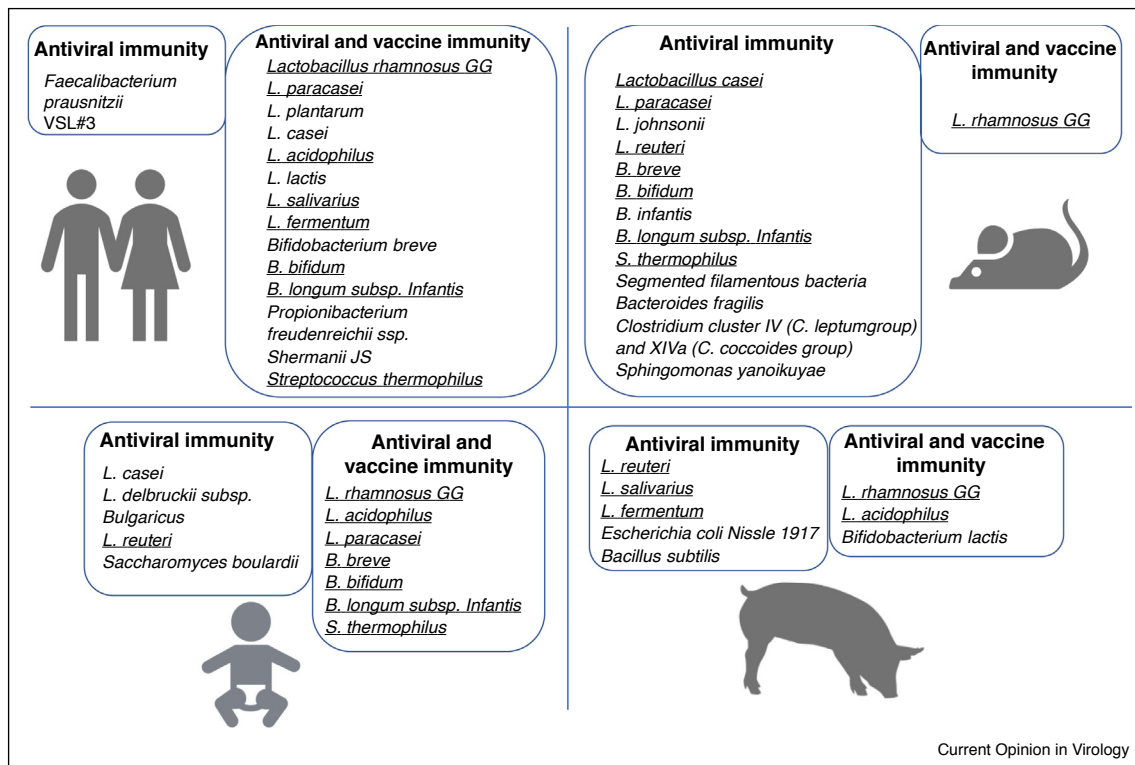 Antiviral immunity
Faecalibacterium
prausnitzii
VSL#3
Antiviral and vaccine immunity
Lactobacillus rhamnosus GG
L. paracasei
L. plantarum
L. casei
L. acidophilus
L. lactis
L. salivarius
L. fermentum
Bifidobacterium breve
B. bifidum
B. longum subsp. Infantis
Propionibacterium
freudenreichii ssp.
Shermanii JS
Streptococcus thermophilus
Antiviral immunity
Lactobacillus casei
L. paracasei
L. johnsonii
L. reuteri
B. breve
B. bifidum
B. infantis
B. longum subsp. Infantis
S. thermophilus
Segmented filamentous bacteria
Bacteroides fragilis
Clostridium cluster IV (C. leptumgroup)
and XIVa (C. coccoides group)
Sphingomonas yanoikuyae
Antiviral and vaccine
immunity
L. rhamnosus GG
Antiviral immunity
L. casei
L. delbruckii subsp.
Bulgaricus
L. reuteri
Saccharomyces boulardii
Antiviral and
vaccine immunity
L. rhamnosus GG
L. acidophilus
L. paracasei
B. breve
B. bifidum
B. longum subsp. Infantis
S. thermophilus
Antiviral immunity
L. reuteri
L. salivarius
L. fermentum
Escherichia coli Nissle 1917
Bacillus subtilis
Antiviral and vaccine
immunity
L. rhamnosus GG
L. acidophilus
Bifidobacterium lactis
Current Opinion in Virology